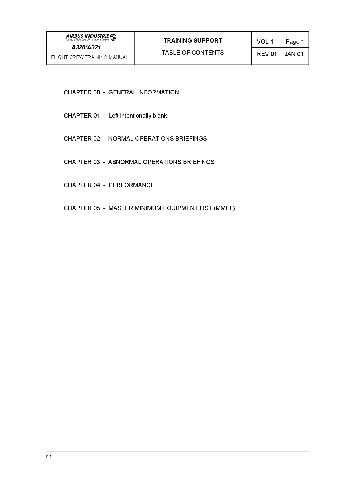 AIRBUS INDUSTRIE
TRAINING SUPPORT
VOL 1
Page 1
A320/A321
TABLE OF CONTENTS
FLIGHT CREW TRAINING MANUAL
REV 01
JAN 01
CHAPTER 00 - GENERAL INFORMATION
CHAPTER 01 - Left intentionally blank
CHAPTER 02 - NORMAL OPERATIONS BRIEFINGS
CHAPTER 03 - ABNORMAL OPERATIONS BRIEFINGS
CHAPTER 04 - PERFORMANCE
CHAPTER 05 - MASTER MINIMUM EQUIPMENT LIST (MMEL)